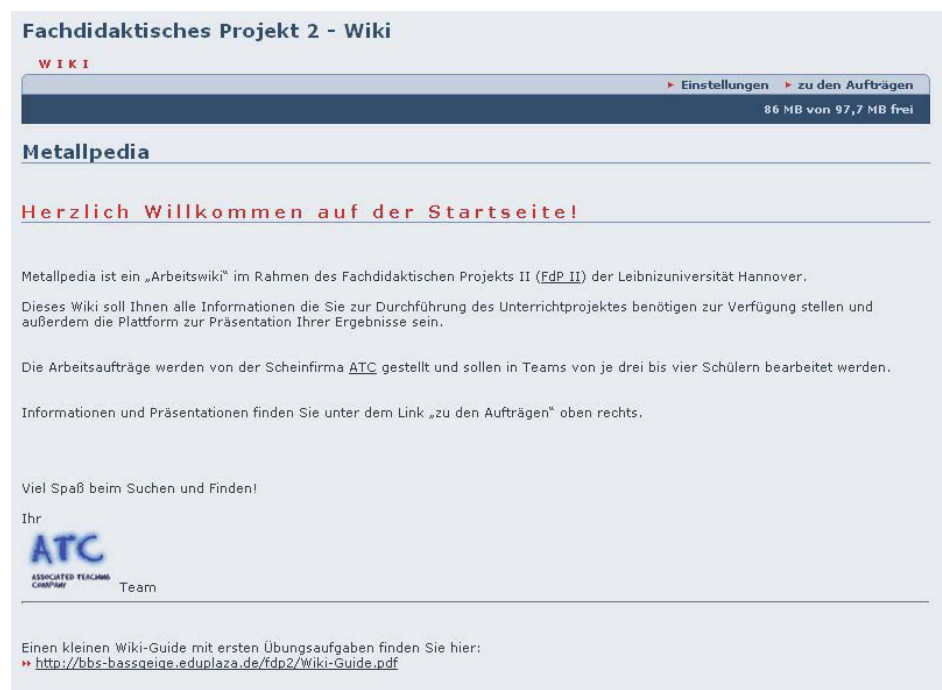 Fachdidaktisches Projekt 2 - Wiki
WIKI
Einstellungen zu den Aufträgen
86 MB von 97,7 MB frei
Metallpedia
Herzlich Willkommen auf der Startseite!
Metallpedia ist ein „Arbeitswiki“ im Rahmen des Fachdidaktischen Projekts II (FdP II) der Leibnizuniversität Hannover.
Dieses Wiki soll Ihnen alle Informationen die Sie zur Durchführung des Unterrichtprojektes benötigen zur Verfügung stellen und
außerdem die Plattform zur Präsentation Ihrer Ergebnisse sein.
Die Arbeitsaufträge werden von der Scheinfirma ATC gestellt und sollen in Teams von je drei bis vier Schülern bearbeitet werden.
Informationen und Präsentationen finden Sie unter dem Link „zu den Aufträgen“ oben rechts.
Viel Spaß beim Suchen und Finden!
Ihr
ATC
ASSOCIATED TEACHING
COMPANY Team
Einen kleinen Wiki-Guide mit ersten Übungsaufgaben finden Sie hier:
http://bbs-bassgeige.eduplaza.de/fdp2/Wiki-Guide.pdf